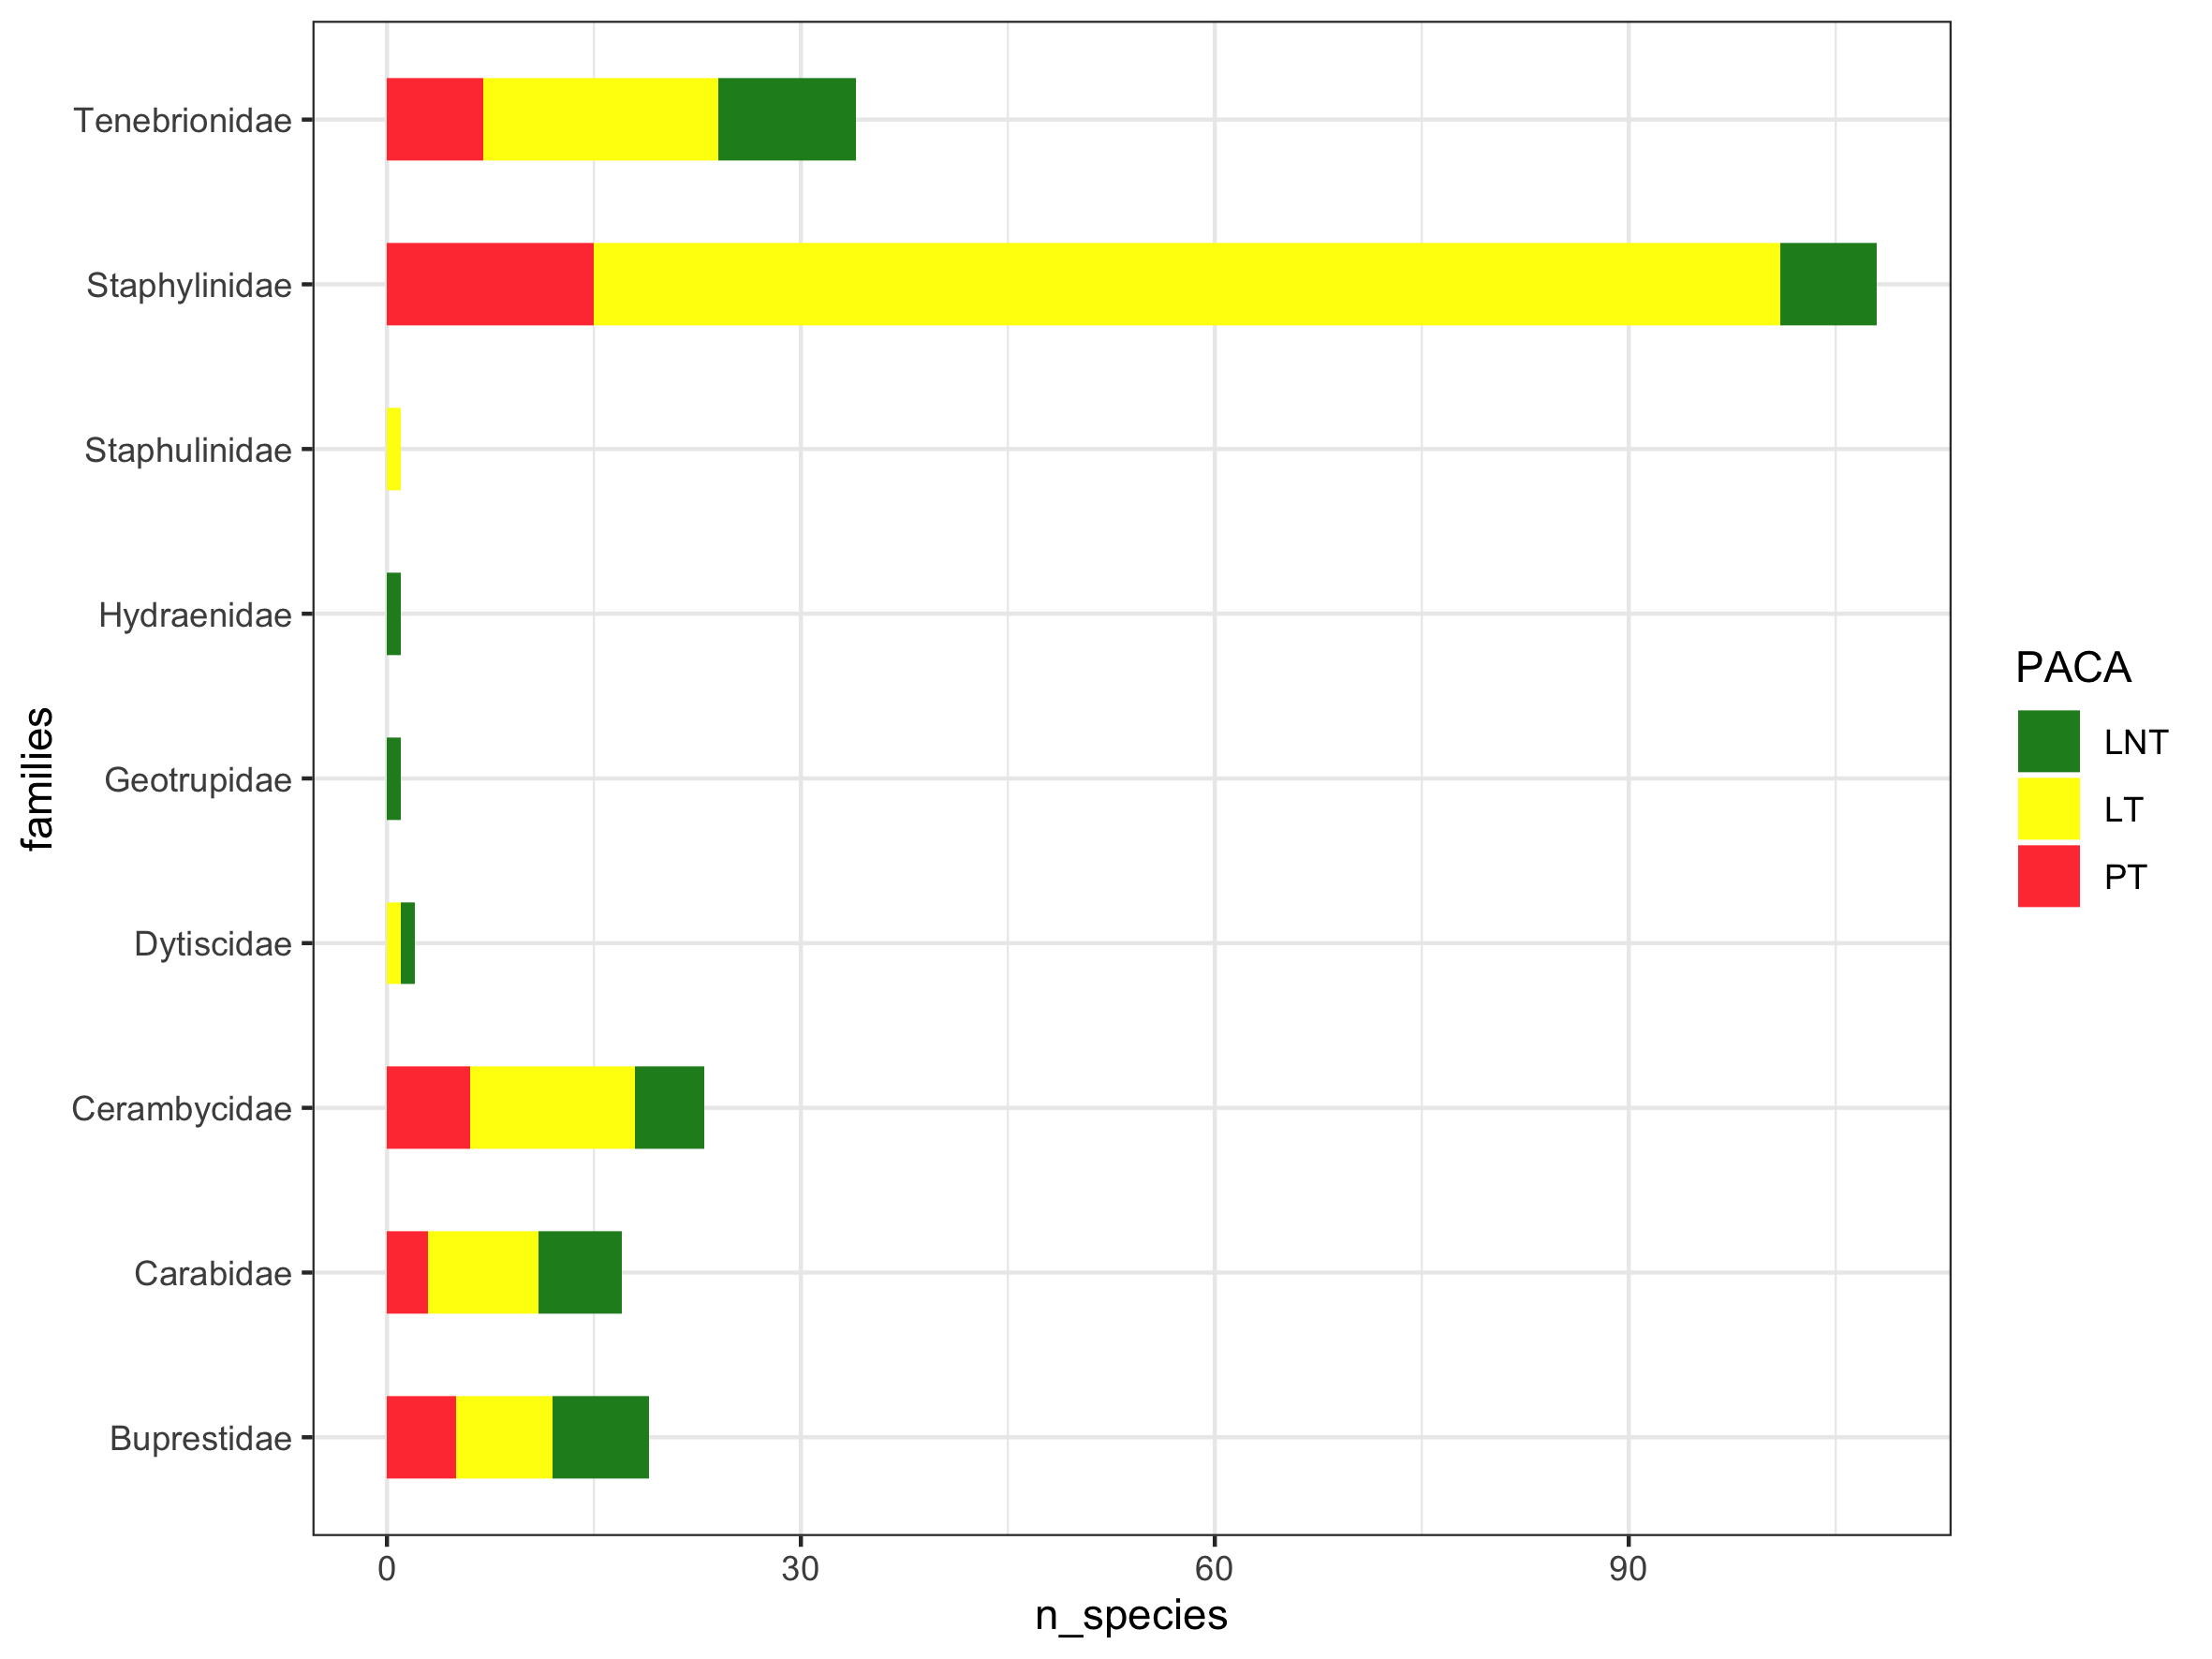 Tenebrionidae
Staphylinidae
Staphulinidae
Hydraenidae
Geotrupidae
Dytiscidae
Cerambycidae
Carabidae
Buprestidae
families
0 30 60 90
n_species
PACA
LNT
LT
PT